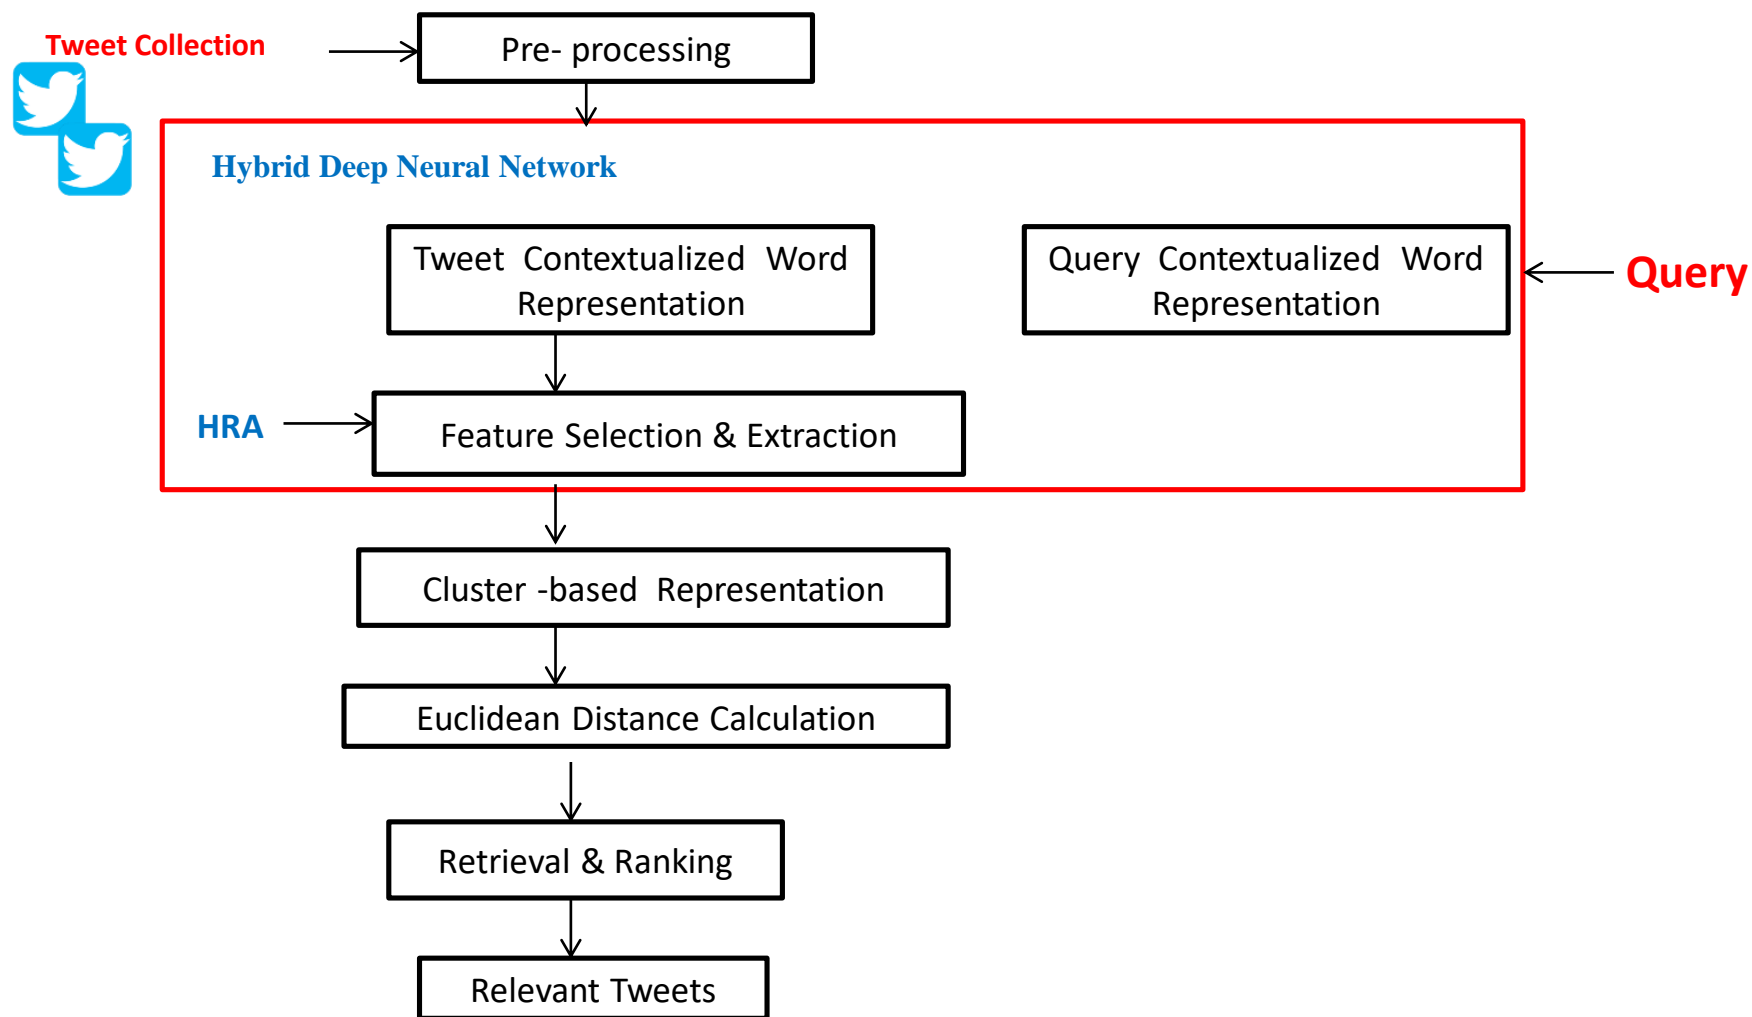 Tweet Collection
Pre- processing
Hybrid Deep Neural Network
Tweet Contextualized Word
Representation
Query Contextualized Word
Representation
Query
HRA
Feature Selection & Extraction
Cluster -based Representation
Euclidean Distance Calculation
Retrieval & Ranking
Relevant Tweets